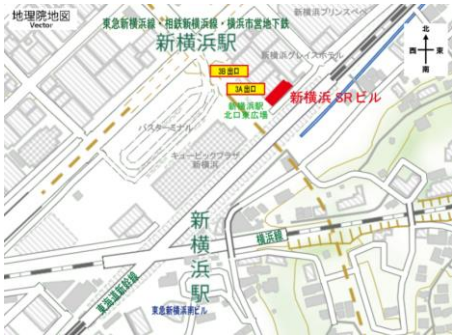 地理院地図
Vector
東急新横浜線・相鉄新横浜線・横浜市営地下鉄
新横浜駅
新横浜プリンスペペ
新横浜グレイスホテル
北
西 東
南
3B 出口
3A 出口
新横浜 SRビル
新横浜駅
北口東広場
バスターミナル
キュービックプラザ
新横浜
新横浜駅
横浜線
東海道新幹線
東急新横浜南ビル